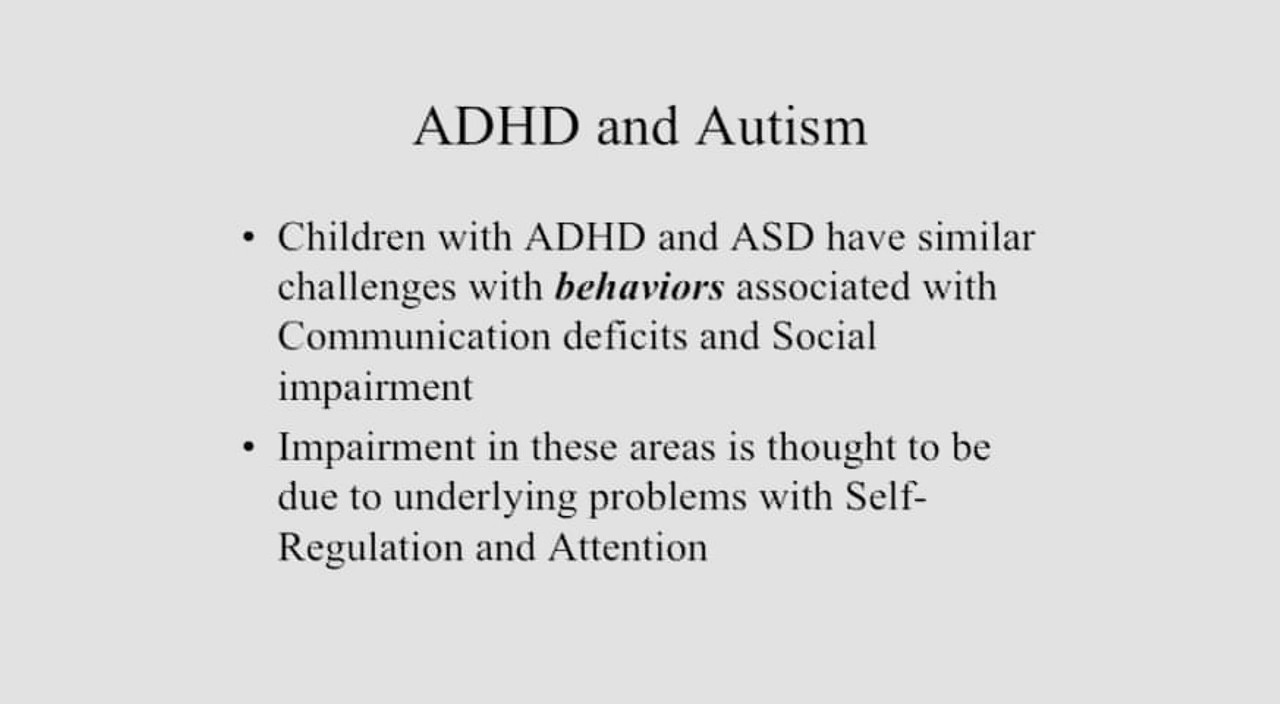 ADHD and Autism
• Children with ADHD and ASD have similar
challenges with behaviors associated with
Communication deficits and Social
impairment
• Impairment in these areas is thought to be
due to underlying problems with Self-
Regulation and Attention